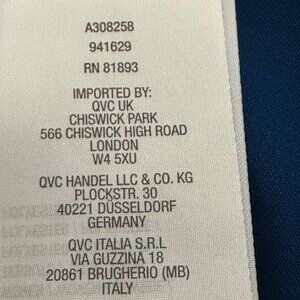 A308258
941629
RN 81893
IMPORTED BY:
QVC UK
CHISWICK PARK
566 CHISWICK HIGH ROAD
LONDON
W4 5XU
QVC HANDEL LLC & CO. KG
PLOCKSTR. 30
40221 DÜSSELDORF
GERMANY
QVC ITALIA S.R.L
VIA GUZZINA 18
20861 BRUGHERIO (MB)
ITALY